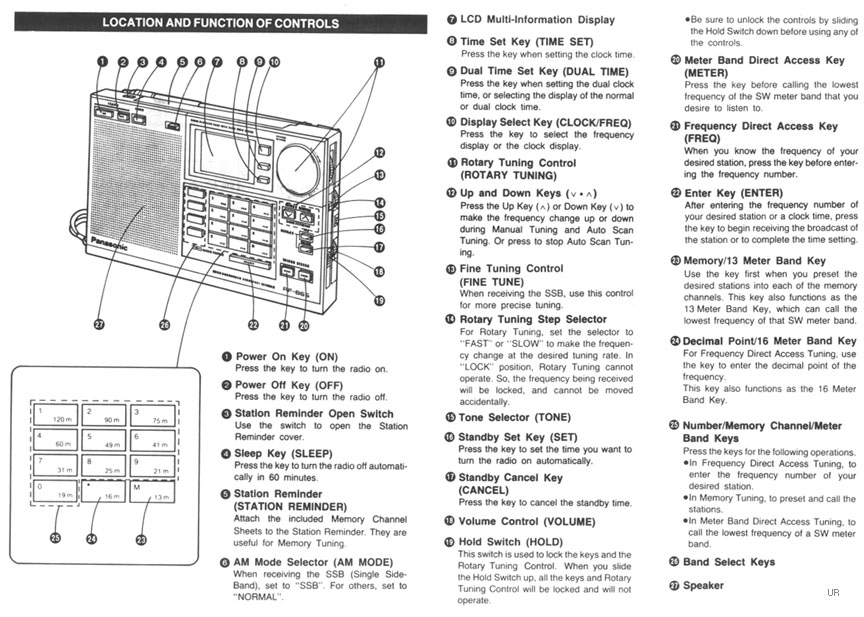 LOCATION AND FUNCTION OF CONTROLS
1 2 3 4 5 6 7 8 9 10 11
12
13
14
15
16
17
18
19
27 26 22 21 20
Panasonic
RF-B65
1 120 m
2 90 m
3 75 m
4 60 m
5 49 m
6 41 m
7 31 m
8 25 m
9 21 m
0 19 m
• 16 m
M 13 m
25 24 23
1 Power On Key (ON)
Press the key to turn the radio on.
2 Power Off Key (OFF)
Press the key to turn the radio off.
3 Station Reminder Open Switch
Use the switch to open the Station
Reminder cover.
4 Sleep Key (SLEEP)
Press the key to turn the radio off automati-
cally in 60 minutes.
5 Station Reminder
(STATION REMINDER)
Attach the included Memory Channel
Sheets to the Station Reminder. They are
useful for Memory Tuning.
6 AM Mode Selector (AM MODE)
When receiving the SSB (Single Side-
Band), set to "SSB". For others, set to
"NORMAL".
7 LCD Multi-Information Display
8 Time Set Key (TIME SET)
Press the key when setting the clock time.
9 Dual Time Set Key (DUAL TIME)
Press the key when setting the dual clock
time, or selecting the display of the normal
or dual clock time.
10 Display Select Key (CLOCK/FREQ)
Press the key to select the frequency
display or the clock display.
11 Rotary Tuning Control
(ROTARY TUNING)
12 Up and Down Keys (∨ • ∧)
Press the Up Key (∧) or Down Key (∨) to
make the frequency change up or down
during Manual Tuning and Auto Scan
Tuning. Or press to stop Auto Scan Tun-
ing.
13 Fine Tuning Control
(FINE TUNE)
When receiving the SSB, use this control
for more precise tuning.
14 Rotary Tuning Step Selector
For Rotary Tuning, set the selector to
"FAST" or "SLOW" to make the frequen-
cy change at the desired tuning rate. In
"LOCK" position, Rotary Tuning cannot
operate. So, the frequency being received
will be locked, and cannot be moved
accidentally.
15 Tone Selector (TONE)
16 Standby Set Key (SET)
Press the key to set the time you want to
turn the radio on automatically.
17 Standby Cancel Key
(CANCEL)
Press the key to cancel the standby time.
18 Volume Control (VOLUME)
19 Hold Switch (HOLD)
This switch is used to lock the keys and the
Rotary Tuning Control. When you slide
the Hold Switch up, all the keys and Rotary
Tuning Control will be locked and will not
operate.
●Be sure to unlock the controls by sliding
the Hold Switch down before using any of
the controls.
20 Meter Band Direct Access Key
(METER)
Press the key before calling the lowest
frequency of the SW meter band that you
desire to listen to.
21 Frequency Direct Access Key
(FREQ)
When you know the frequency of your
desired station, press the key before enter-
ing the frequency number.
22 Enter Key (ENTER)
After entering the frequency number of
your desired station or a clock time, press
the key to begin receiving the broadcast of
the station or to complete the time setting.
23 Memory/13 Meter Band Key
Use the key first when you preset the
desired stations into each of the memory
channels. This key also functions as the
13 Meter Band Key, which can call the
lowest frequency of that SW meter band.
24 Decimal Point/16 Meter Band Key
For Frequency Direct Access Tuning, use
the key to enter the decimal point of the
frequency.
This key also functions as the 16 Meter
Band Key.
25 Number/Memory Channel/Meter
Band Keys
Press the keys for the following operations.
●In Frequency Direct Access Tuning, to
enter the frequency number of your
desired station.
●In Memory Tuning, to preset and call the
stations.
●In Meter Band Direct Access Tuning, to
call the lowest frequency of a SW meter
band.
26 Band Select Keys
27 Speaker
UR